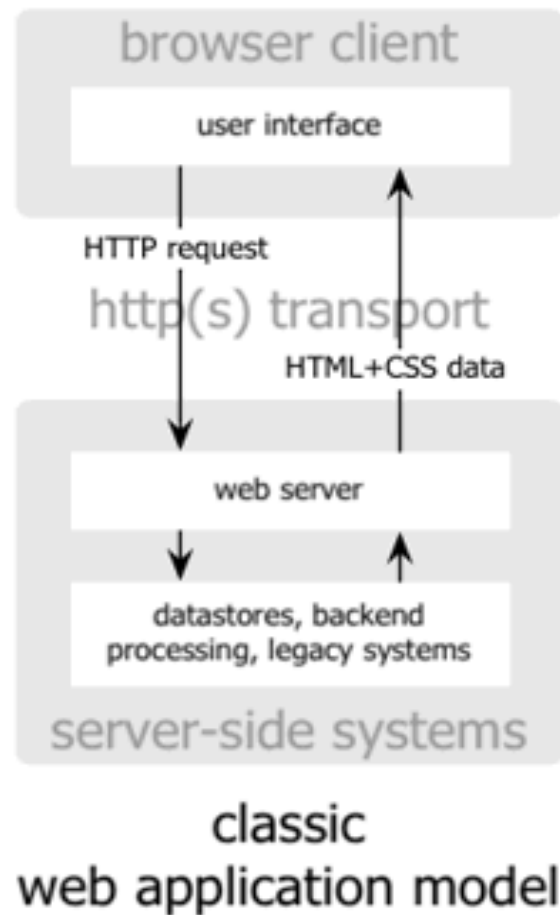 browser client
user interface
HTTP request
http(s) transport
HTML+CSS data
web server
datastores, backend
processing, legacy systems
server-side systems
classic
web application model